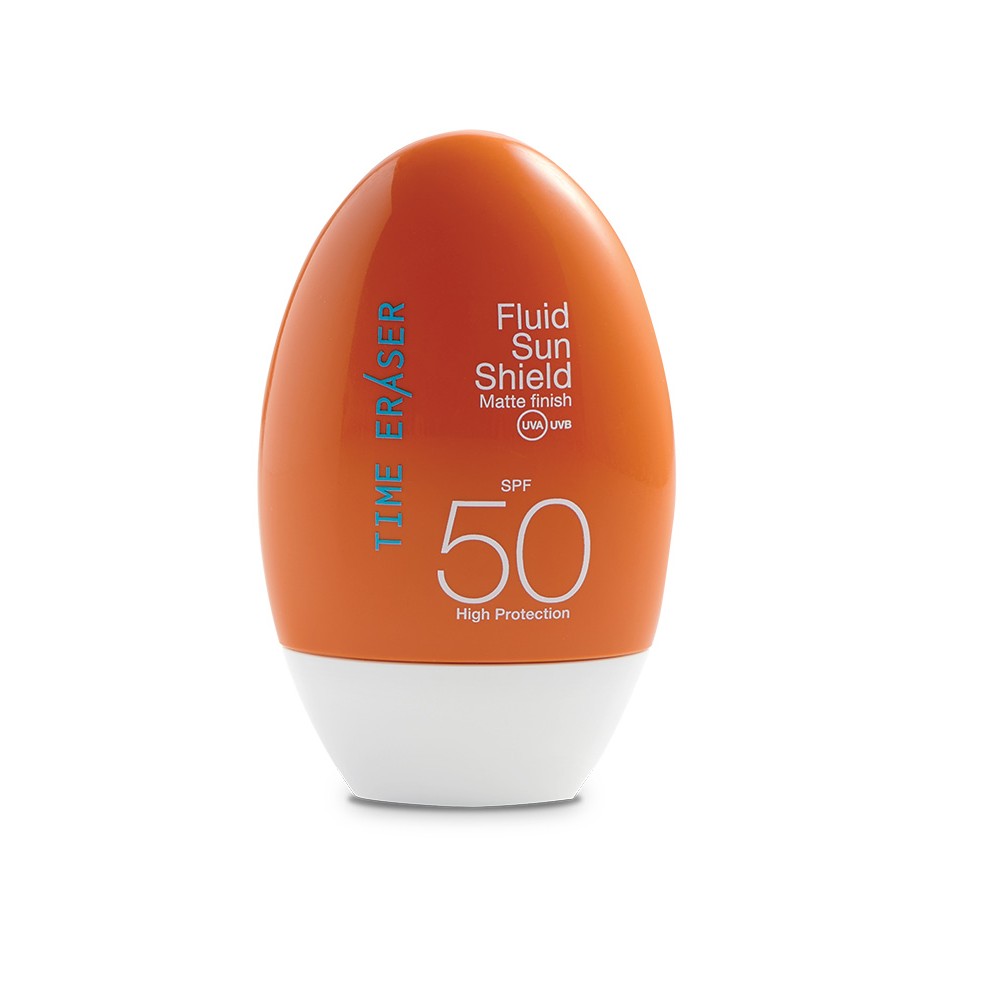 TIME ERASER
Fluid
Sun
Shield
Matte finish
UVA UVB
SPF
50
High Protection